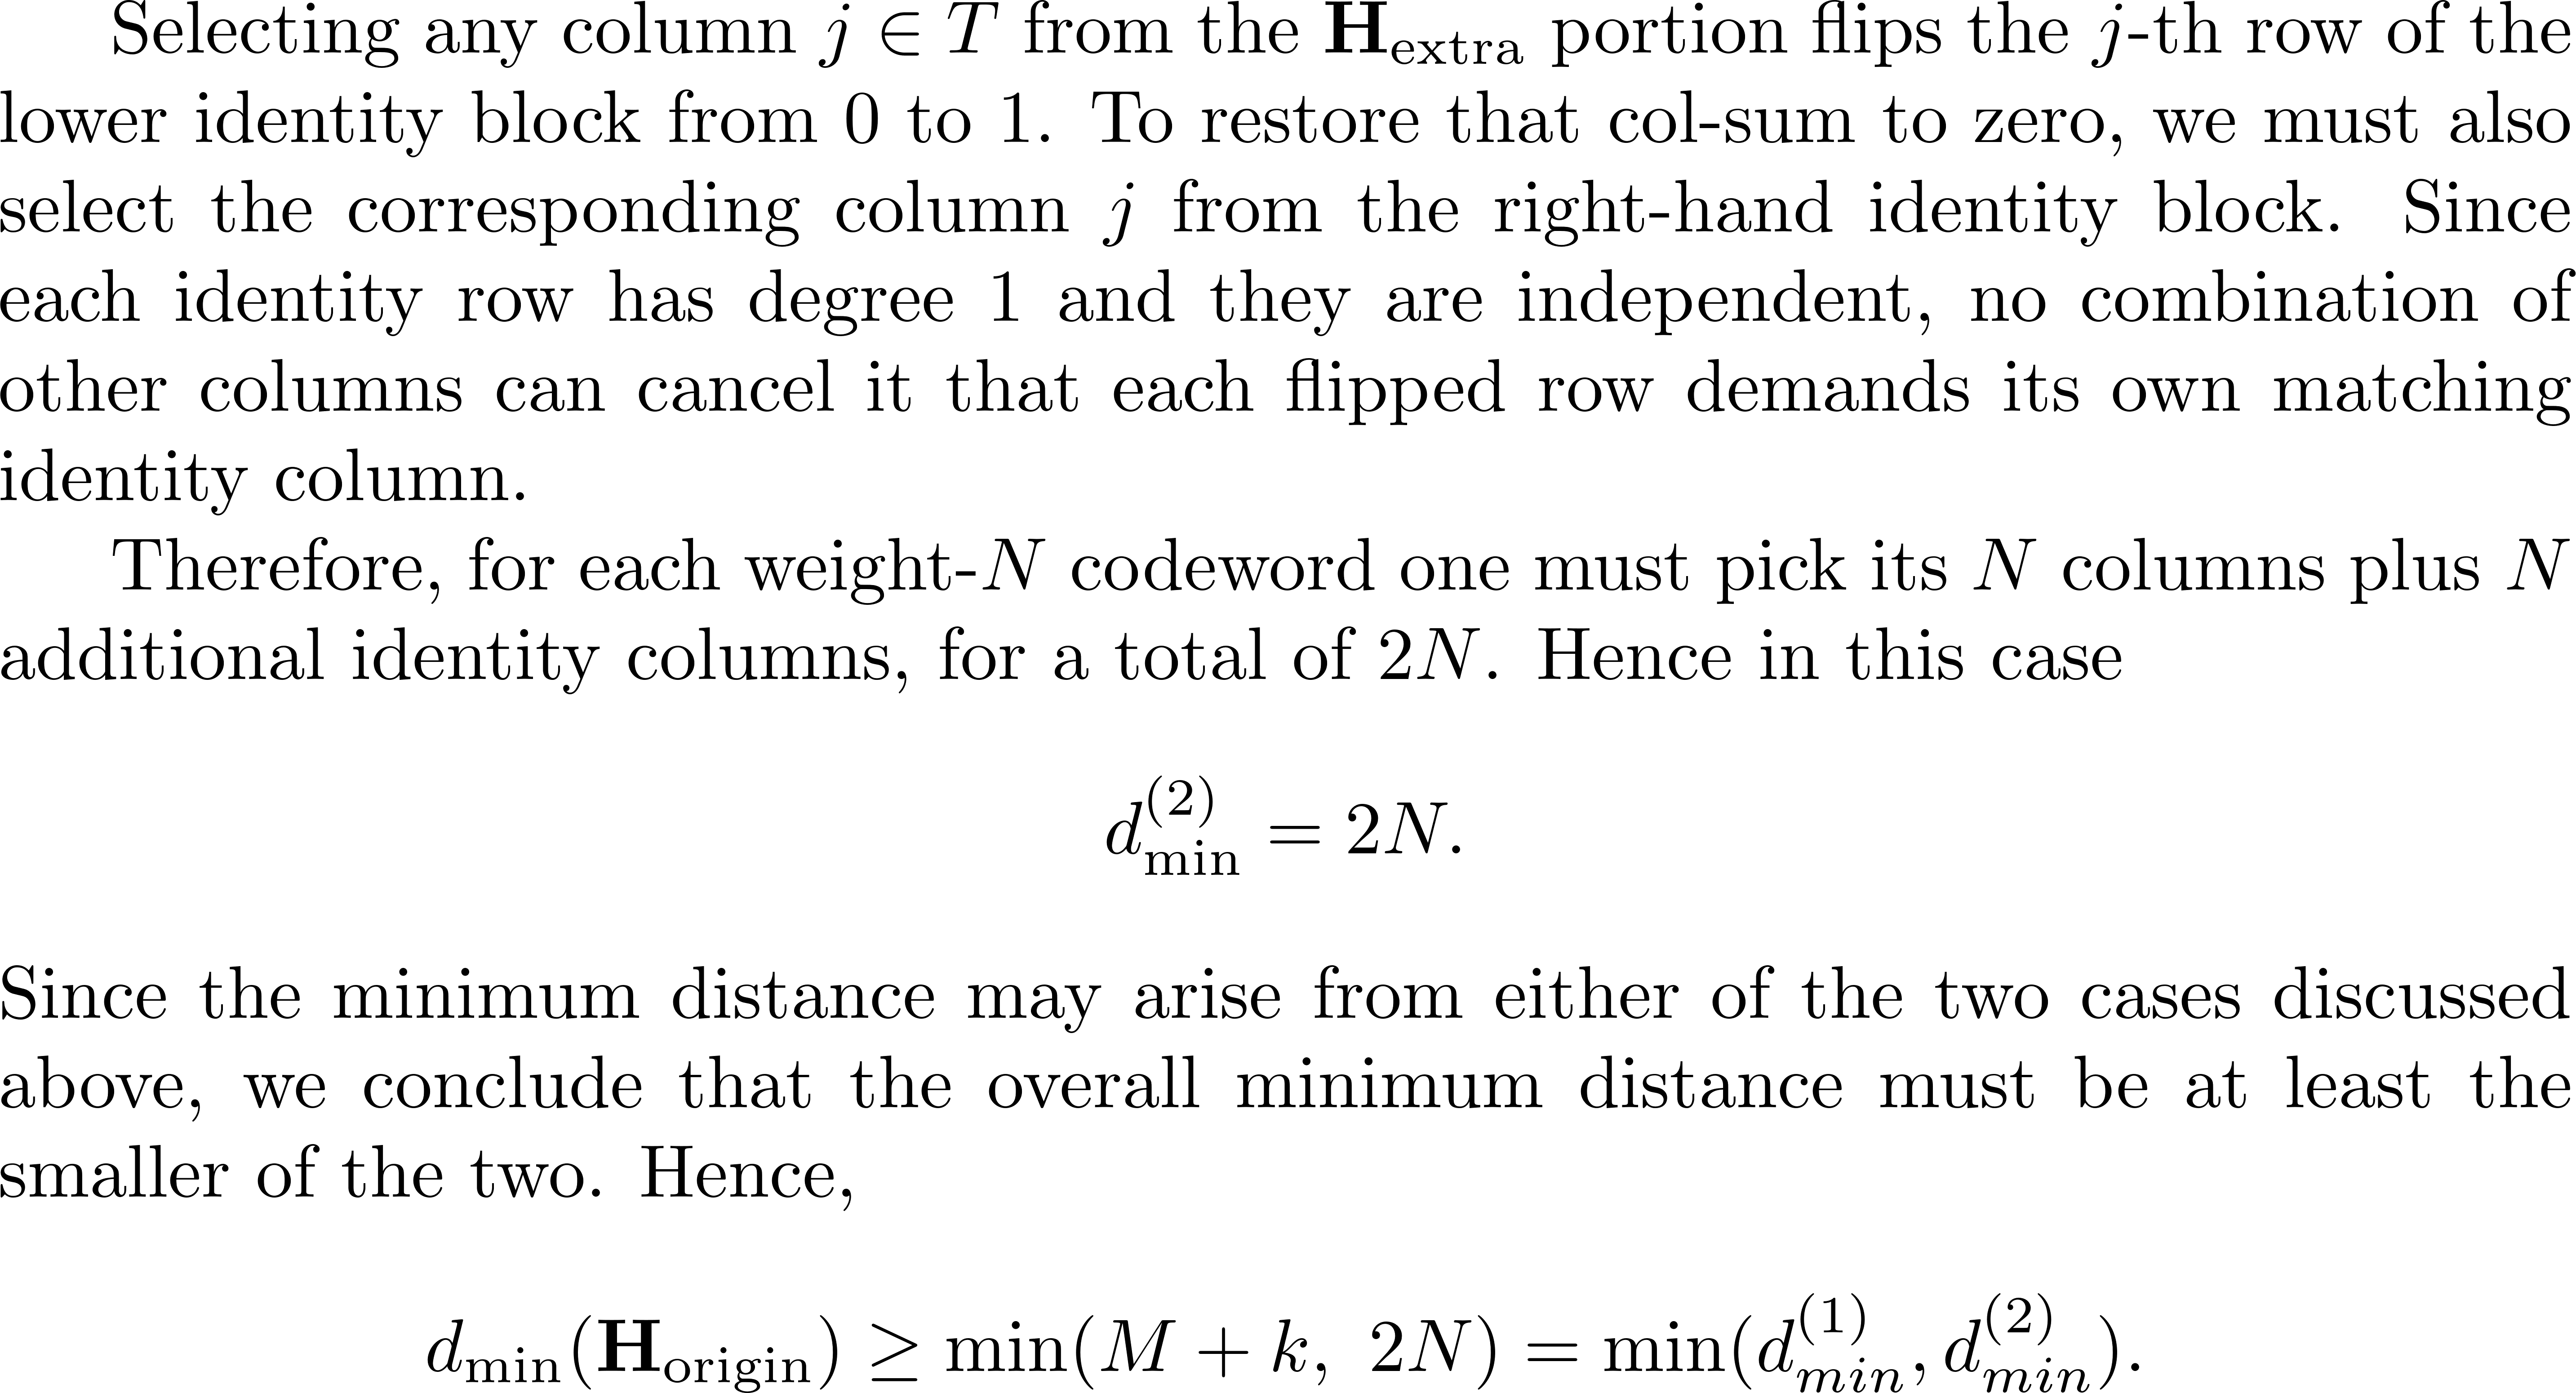 Selecting any column j ∈ T from the H_extra portion flips the j-th row of the
lower identity block from 0 to 1. To restore that col-sum to zero, we must also
select the corresponding column j from the right-hand identity block. Since
each identity row has degree 1 and they are independent, no combination of
other columns can cancel it that each flipped row demands its own matching
identity column.
Therefore, for each weight-N codeword one must pick its N columns plus N
additional identity columns, for a total of 2N. Hence in this case
d_min^(2) = 2N.
Since the minimum distance may arise from either of the two cases discussed
above, we conclude that the overall minimum distance must be at least the
smaller of the two. Hence,
d_min(H_origin) ≥ min(M + k, 2N) = min(d_min^(1), d_min^(2)).